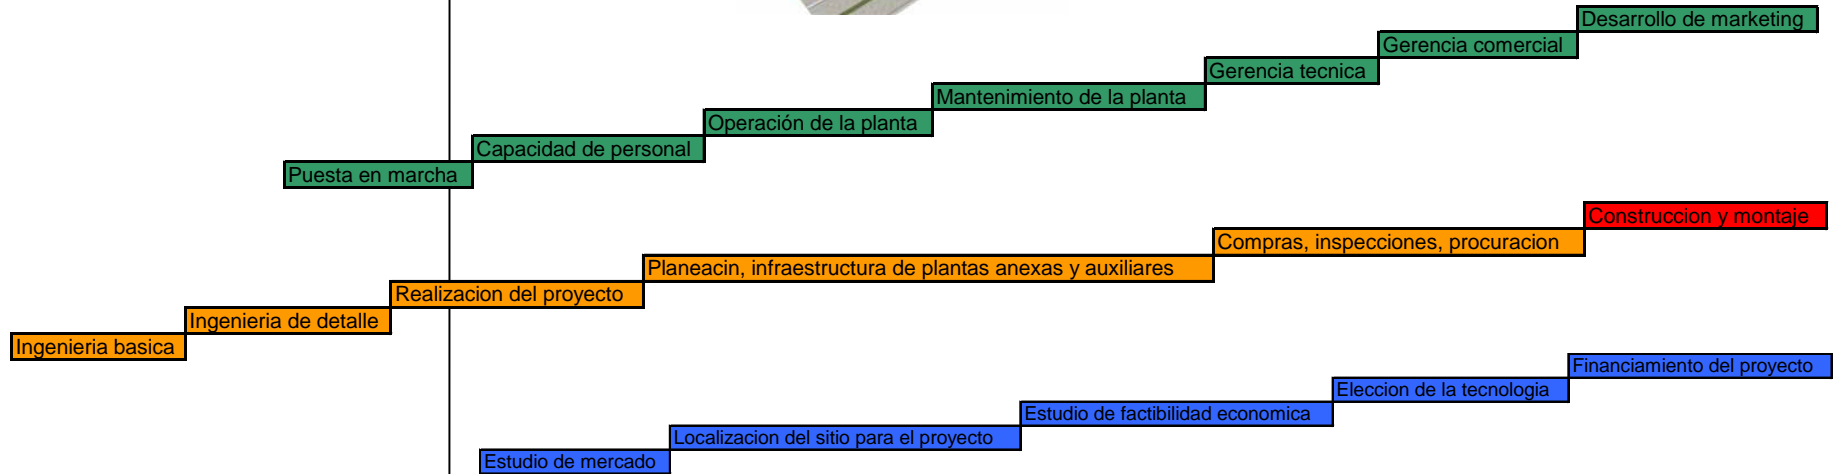 Desarrollo de marketing
Gerencia comercial
Gerencia tecnica
Mantenimiento de la planta
Operación de la planta
Capacidad de personal
Puesta en marcha
Construccion y montaje
Compras, inspecciones, procuracion
Planeacin, infraestructura de plantas anexas y auxiliares
Realizacion del proyecto
Ingenieria de detalle
Ingenieria basica
Financiamiento del proyecto
Eleccion de la tecnologia
Estudio de factibilidad economica
Localizacion del sitio para el proyecto
Estudio de mercado